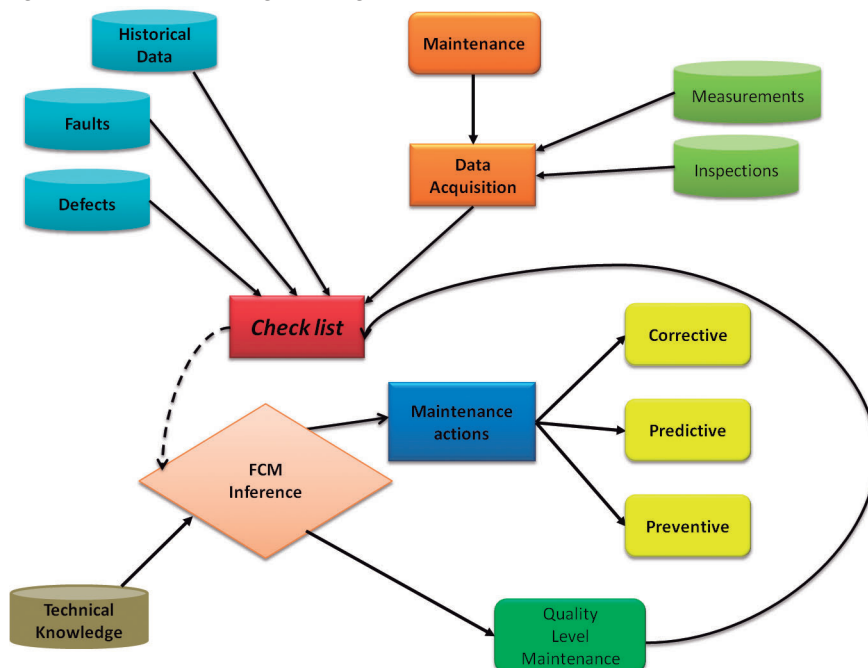 Historical
Data
Maintenance
Measurements
Faults
Data
Acquisition
Inspections
Defects
Check list
Corrective
Maintenance
actions
Predictive
FCM
Inference
Preventive
Technical
Knowledge
Quality
Level
Maintenance